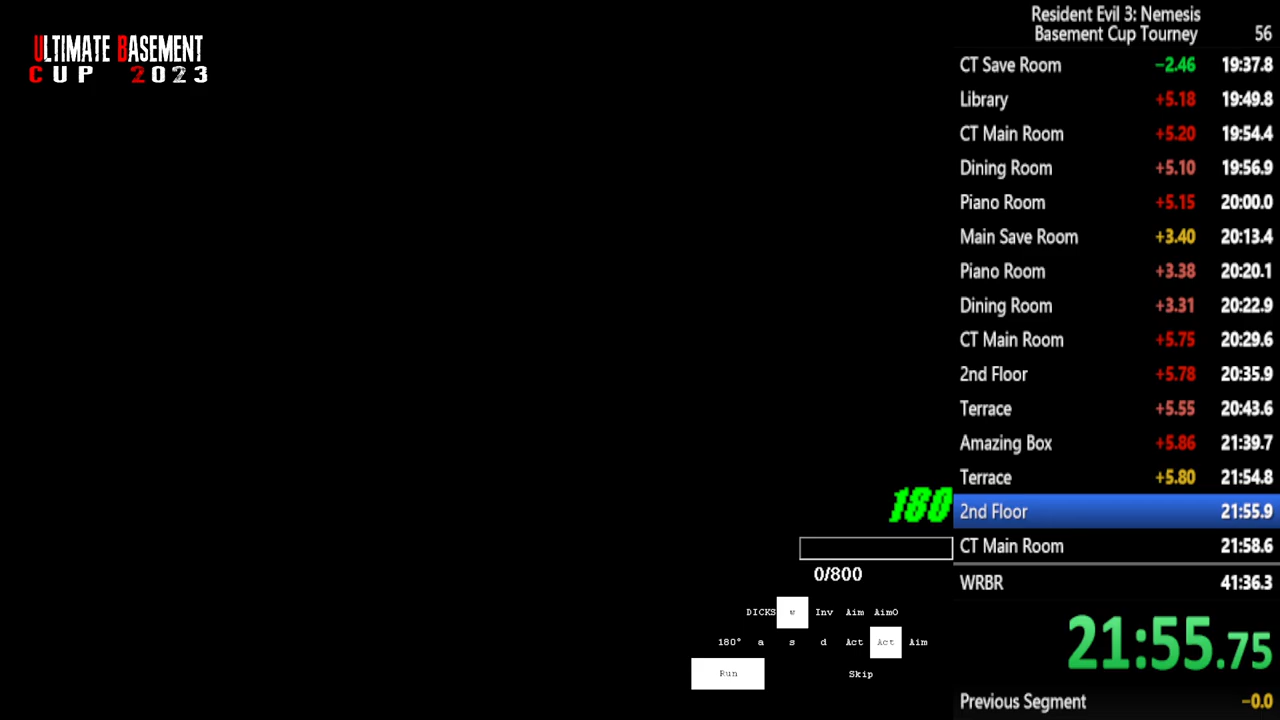 ULTIMATE BASEMENT
CUP 2023
Resident Evil 3: Nemesis
Basement Cup Tourney 56
CT Save Room −2.46 19:37.8
Library +5.18 19:49.8
CT Main Room +5.20 19:54.4
Dining Room +5.10 19:56.9
Piano Room +5.15 20:00.0
Main Save Room +3.40 20:13.4
Piano Room +3.38 20:20.1
Dining Room +3.31 20:22.9
CT Main Room +5.75 20:29.6
2nd Floor +5.78 20:35.9
Terrace +5.55 20:43.6
Amazing Box +5.86 21:39.7
Terrace +5.80 21:54.8
180
2nd Floor 21:55.9
CT Main Room 21:58.6
0/800
WRBR 41:36.3
DICKS w Inv Aim AimO
180° a s d Act Act Aim
21:55.75
Run Skip
Previous Segment −0.0